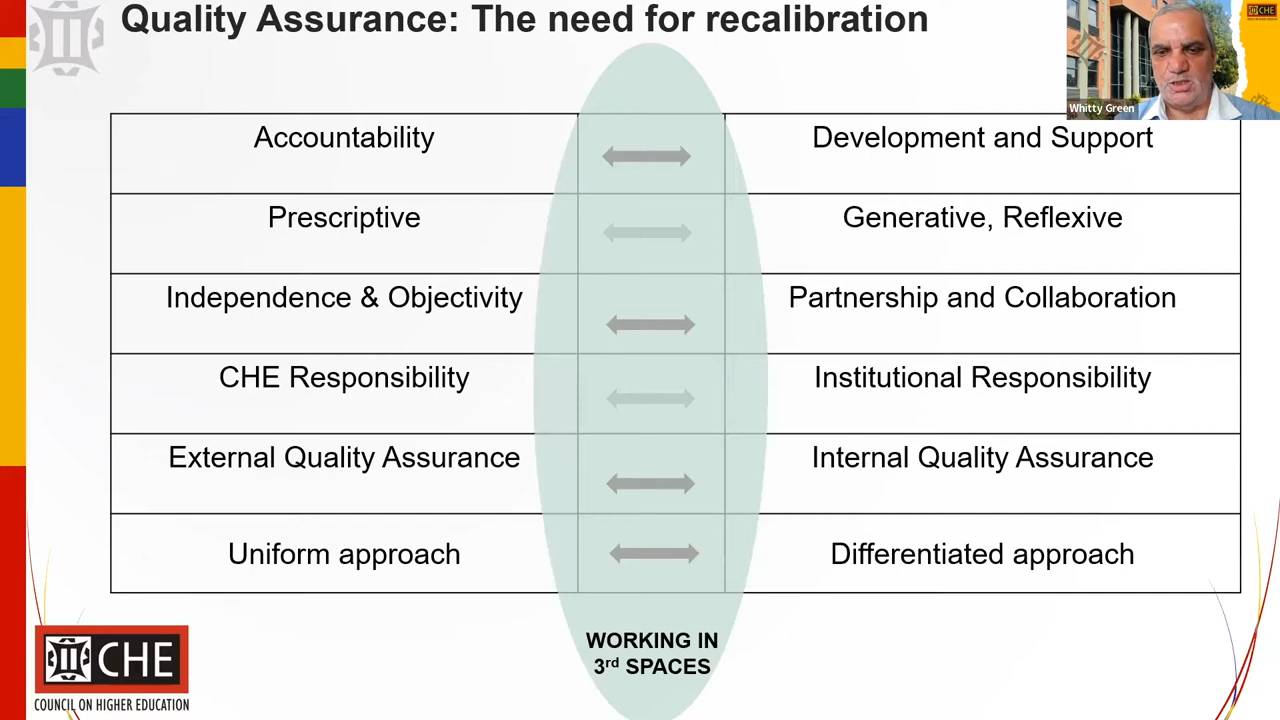 Quality Assurance: The need for recalibration
CHE
Whitty Green
Accountability
Development and Support
Prescriptive
Generative, Reflexive
Independence & Objectivity
Partnership and Collaboration
CHE Responsibility
Institutional Responsibility
External Quality Assurance
Internal Quality Assurance
Uniform approach
Differentiated approach
WORKING IN
3rd SPACES
CHE
COUNCIL ON HIGHER EDUCATION